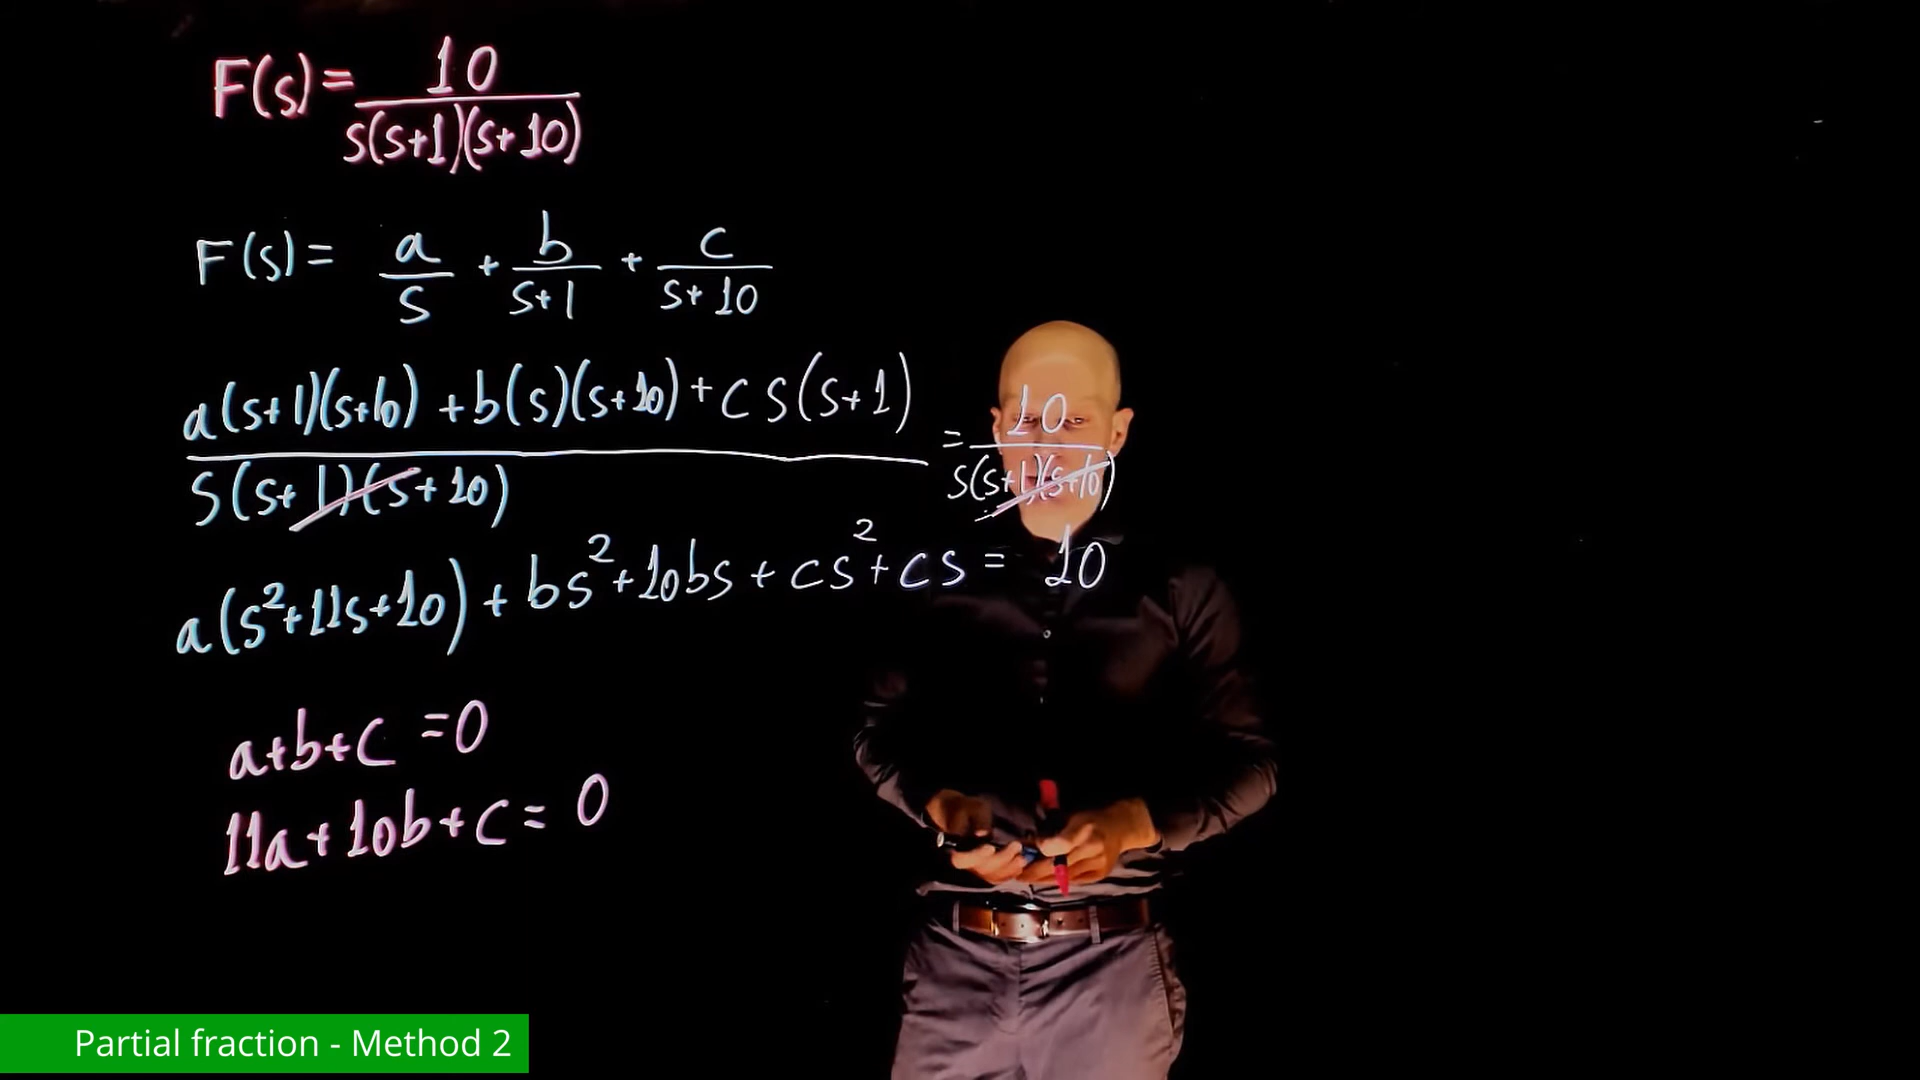 F(s) = 10 / s(s+1)(s+10)
F(s) = a/s + b/s+1 + c/s+10
a(s+1)(s+10) + b(s)(s+10) + cs(s+1) / s(s+1)(s+10) = 10 / s(s+1)(s+10)
a(s²+11s+10) + bs²+10bs + cs²+cs = 10
a+b+c = 0
11a+10b+c = 0
Partial fraction - Method 2